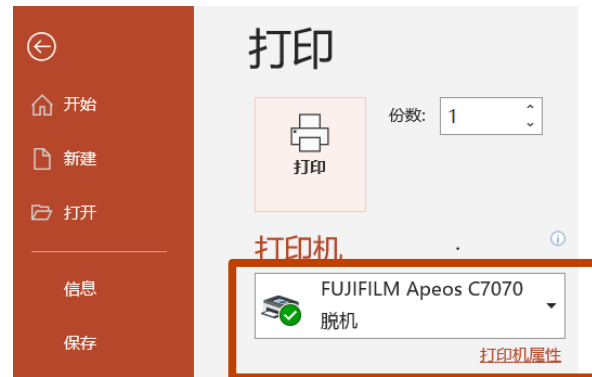 打印
开始
份数: 1
新建
打印
打开
打印机
信息
FUJIFILM Apeos C7070
脱机
保存
打印机属性